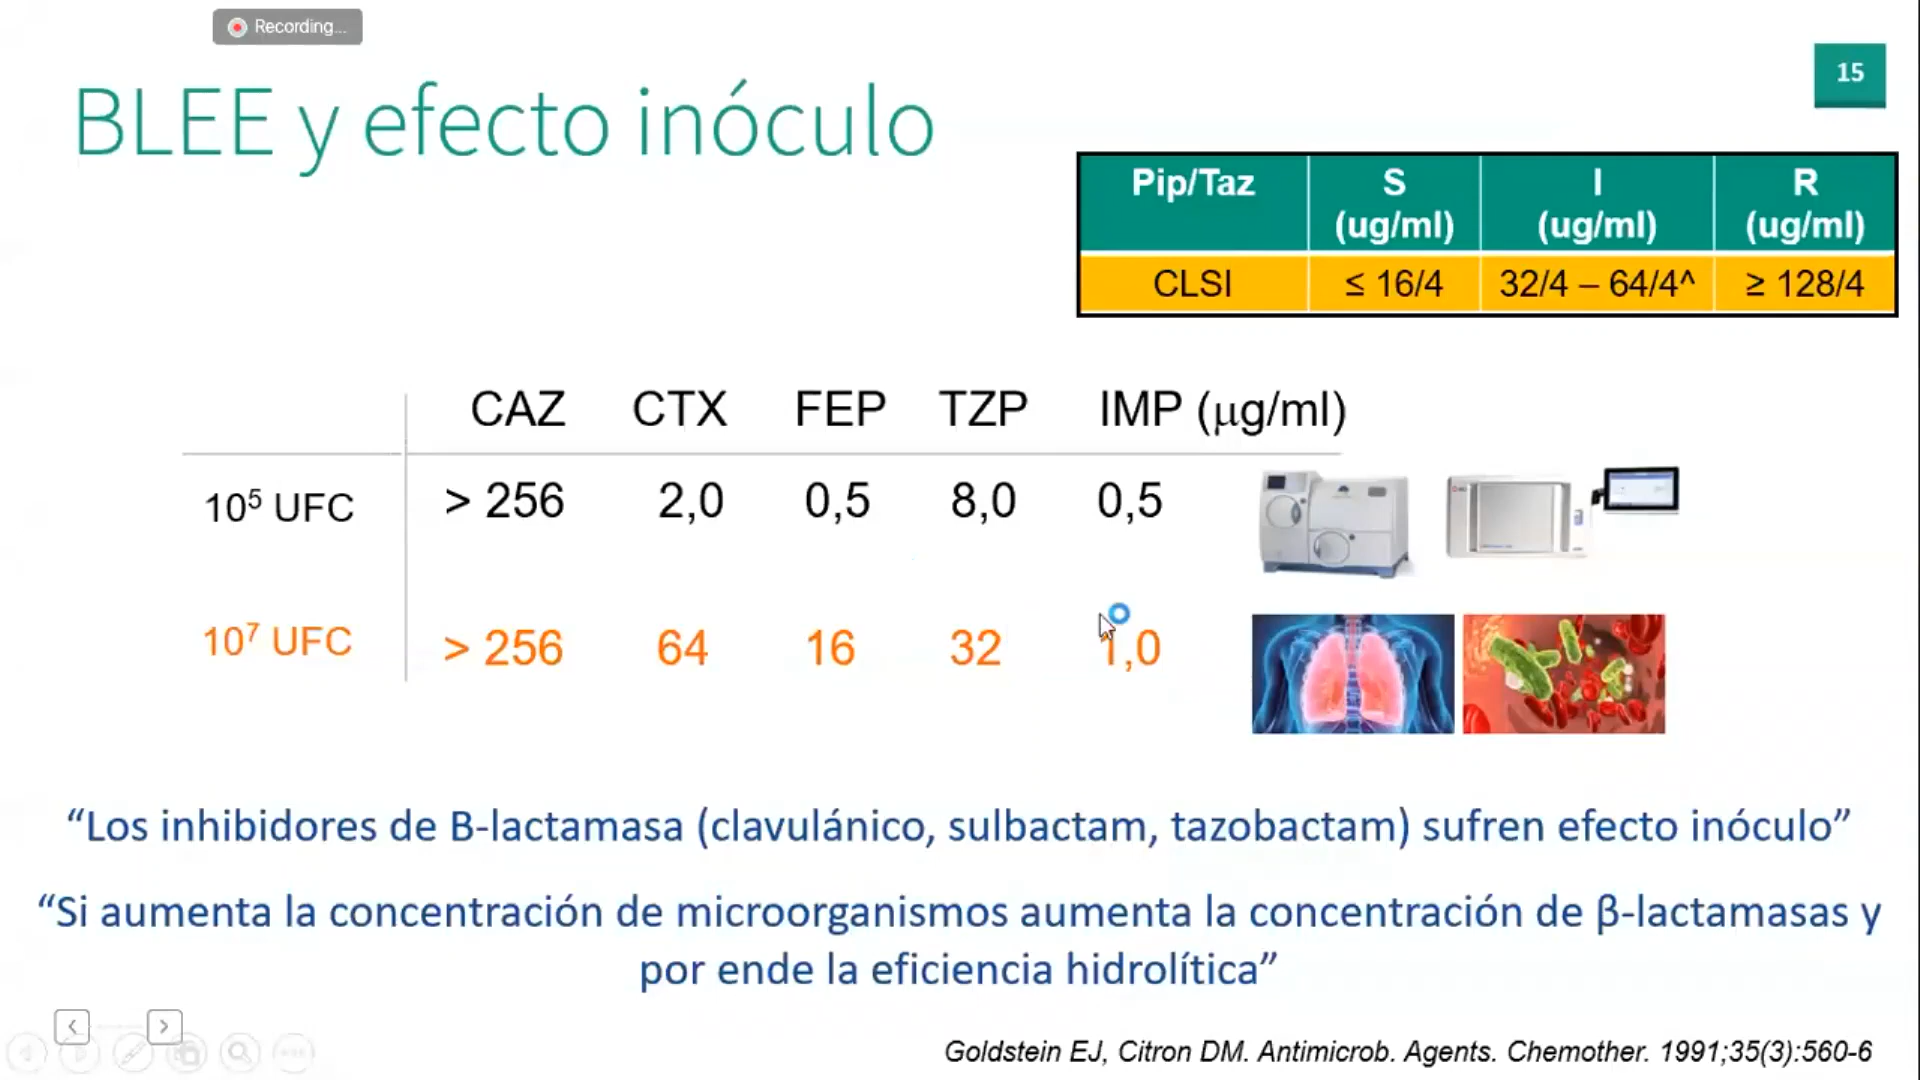 Recording...
15
BLEE y efecto inóculo
Pip/Taz S I R
(ug/ml) (ug/ml) (ug/ml)
CLSI ≤ 16/4 32/4 – 64/4^ ≥ 128/4
CAZ CTX FEP TZP IMP (μg/ml)
10⁵ UFC > 256 2,0 0,5 8,0 0,5
10⁷ UFC > 256 64 16 32 1,0
“Los inhibidores de B-lactamasa (clavulánico, sulbactam, tazobactam) sufren efecto inóculo”
“Si aumenta la concentración de microorganismos aumenta la concentración de β-lactamasas y
por ende la eficiencia hidrolítica”
Goldstein EJ, Citron DM. Antimicrob. Agents. Chemother. 1991;35(3):560-6